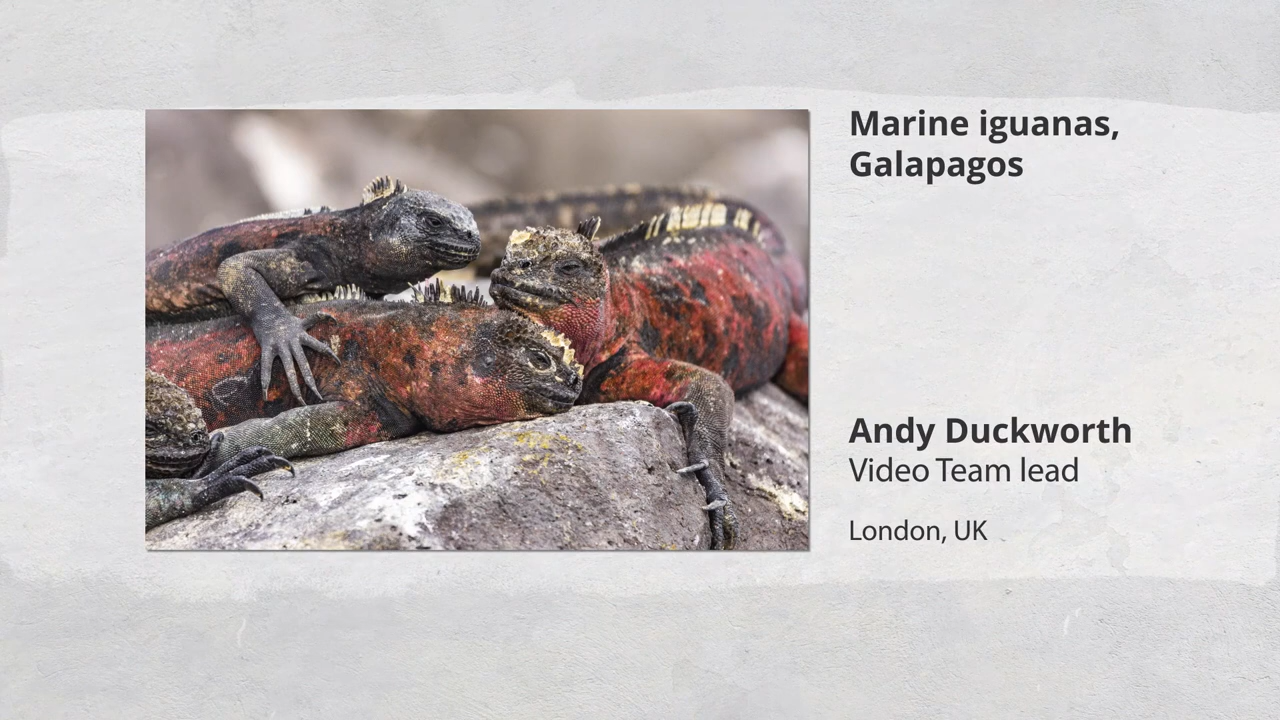 Marine iguanas,
Galapagos
Andy Duckworth
Video Team lead
London, UK